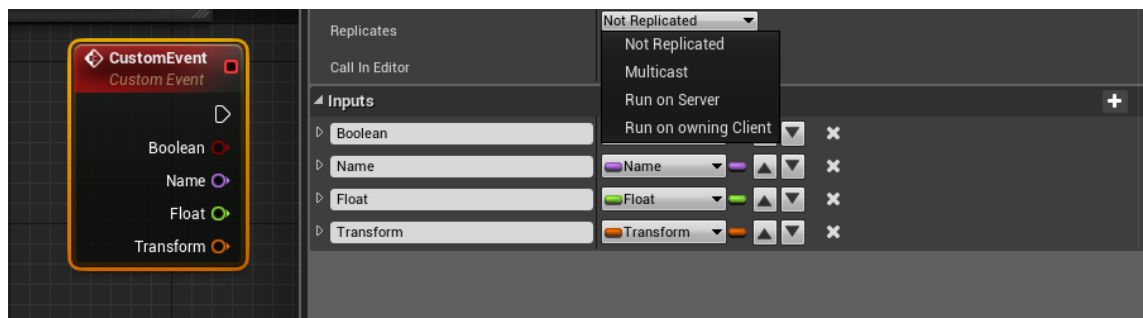 CustomEvent
Custom Event
Boolean
Name
Float
Transform
Replicates
Not Replicated
Not Replicated
Multicast
Run on Server
Run on owning Client
Call In Editor
Inputs
Boolean
Name
Name
Float
Float
Transform
Transform